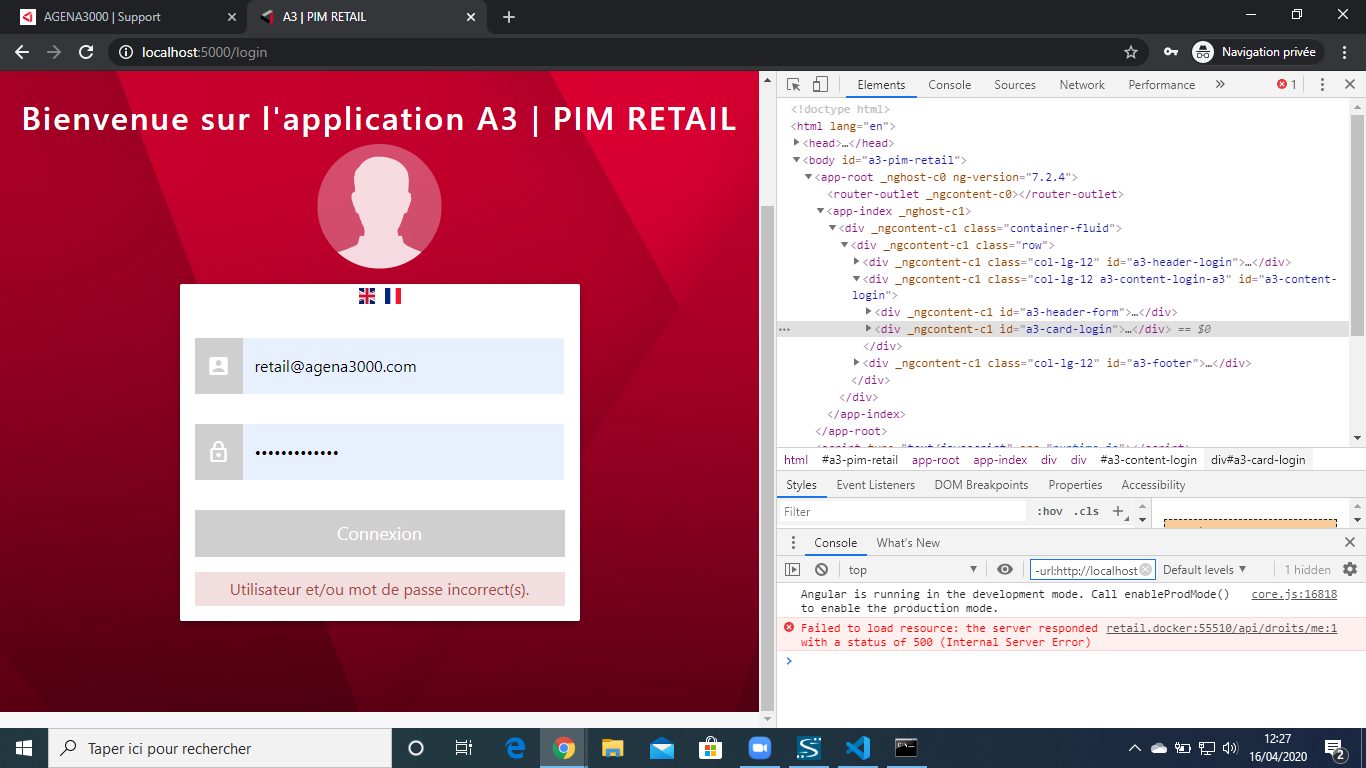 AGENA3000 | Support
A3 | PIM RETAIL
localhost:5000/login
Navigation privée
Bienvenue sur l'application A3 | PIM RETAIL
retail@agena3000.com
•••••••••••••
Connexion
Utilisateur et/ou mot de passe incorrect(s).
Elements Console Sources Network Performance » 1
<!doctype html>
<html lang="en">
<head>…</head>
<body id="a3-pim-retail">
<app-root _nghost-c0 ng-version="7.2.4">
<router-outlet _ngcontent-c0></router-outlet>
<app-index _nghost-c1>
<div _ngcontent-c1 class="container-fluid">
<div _ngcontent-c1 class="row">
<div _ngcontent-c1 class="col-lg-12" id="a3-header-login">…</div>
<div _ngcontent-c1 class="col-lg-12 a3-content-login-a3" id="a3-content-
login">
<div _ngcontent-c1 id="a3-header-form">…</div>
<div _ngcontent-c1 id="a3-card-login">…</div> == $0
</div>
<div _ngcontent-c1 class="col-lg-12" id="a3-footer">…</div>
</div>
</div>
</app-index>
</app-root>
html #a3-pim-retail app-root app-index div div #a3-content-login div#a3-card-login
Styles Event Listeners DOM Breakpoints Properties Accessibility
Filter :hov .cls +
Console What's New
top -url:http://localhost Default levels ▼ 1 hidden
Angular is running in the development mode. Call enableProdMode() core.js:16818
to enable the production mode.
Failed to load resource: the server responded retail.docker:55510/api/droits/me:1
with a status of 500 (Internal Server Error)
Taper ici pour rechercher
12:27
16/04/2020
2